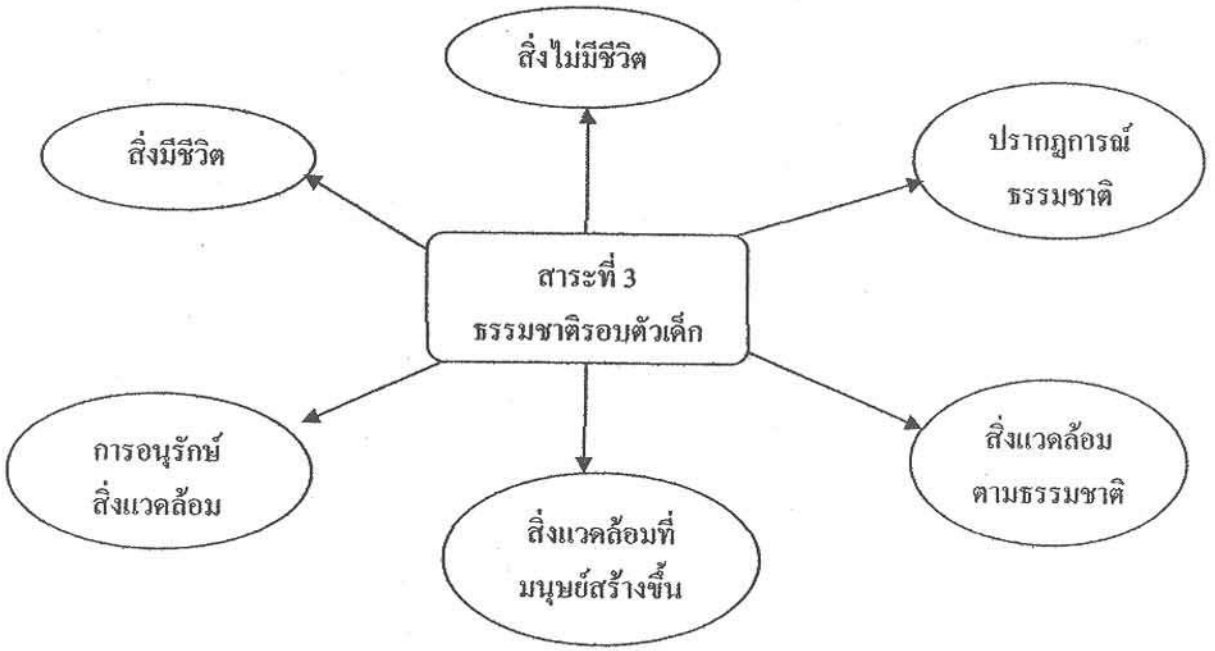 สิ่งไม่มีชีวิต
สิ่งมีชีวิต
ปรากฏการณ์
ธรรมชาติ
สาระที่ 3
ธรรมชาติรอบตัวเด็ก
การอนุรักษ์
สิ่งแวดล้อม
สิ่งแวดล้อมที่
มนุษย์สร้างขึ้น
สิ่งแวดล้อม
ตามธรรมชาติ